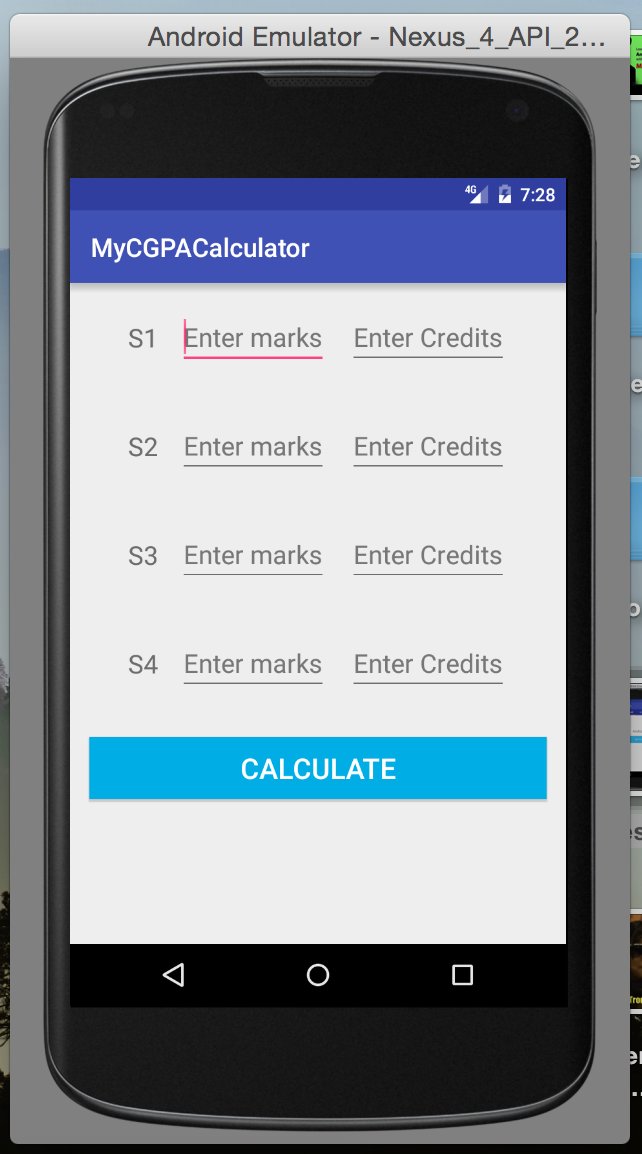 Android Emulator - Nexus_4_API_2...
4G 7:28
MyCGPACalculator
S1 Enter marks Enter Credits
S2 Enter marks Enter Credits
S3 Enter marks Enter Credits
S4 Enter marks Enter Credits
CALCULATE